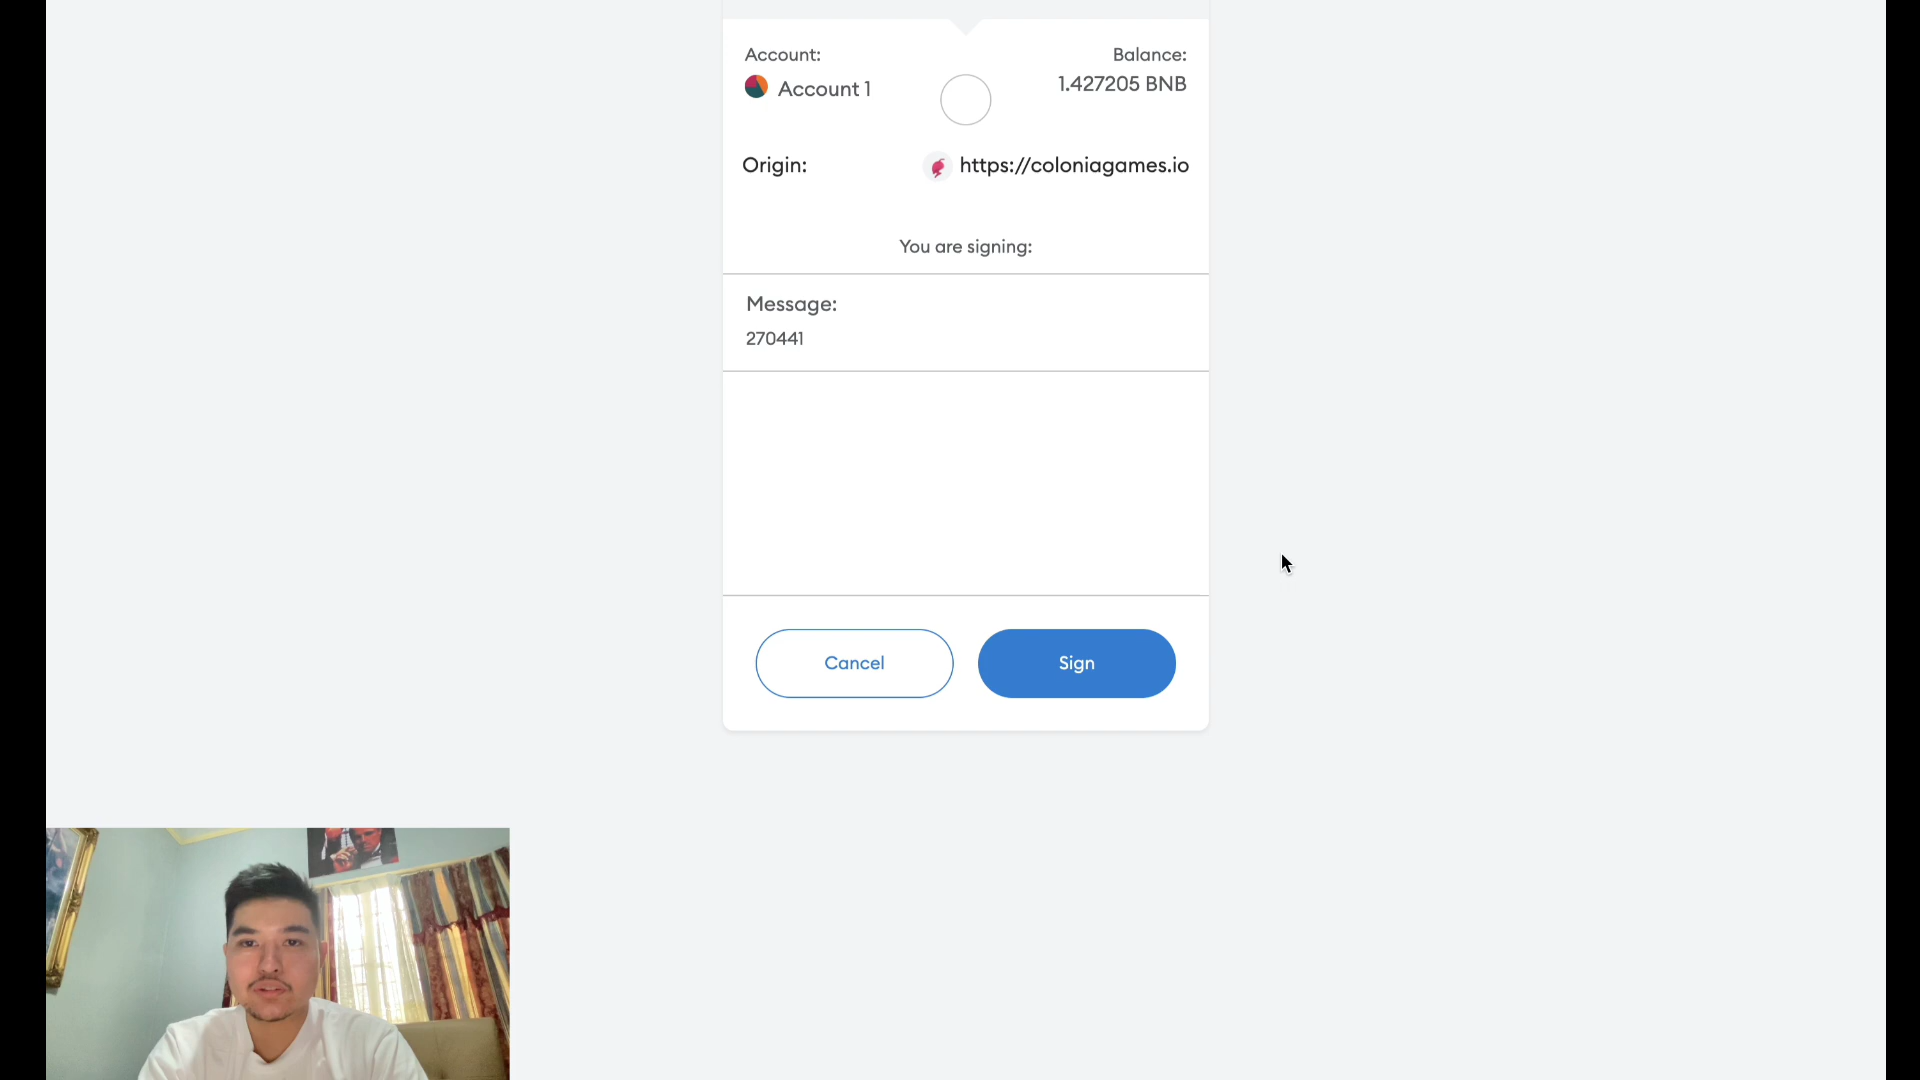 Account:
Balance:
Account 1
1.427205 BNB
Origin:
https://coloniagames.io
You are signing:
Message:
270441
Cancel
Sign